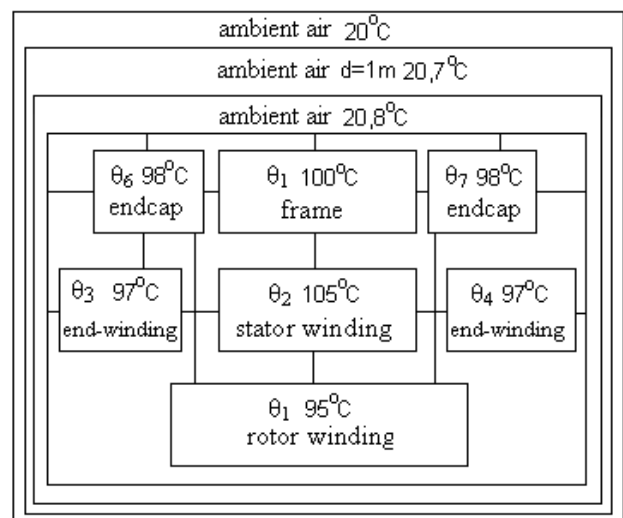 ambient air 20°C
ambient air d=1m 20,7°C
ambient air 20,8°C
θ6 98°C
endcap
θ1 100°C
frame
θ7 98°C
endcap
θ3 97°C
end-winding
θ2 105°C
stator winding
θ4 97°C
end-winding
θ1 95°C
rotor winding